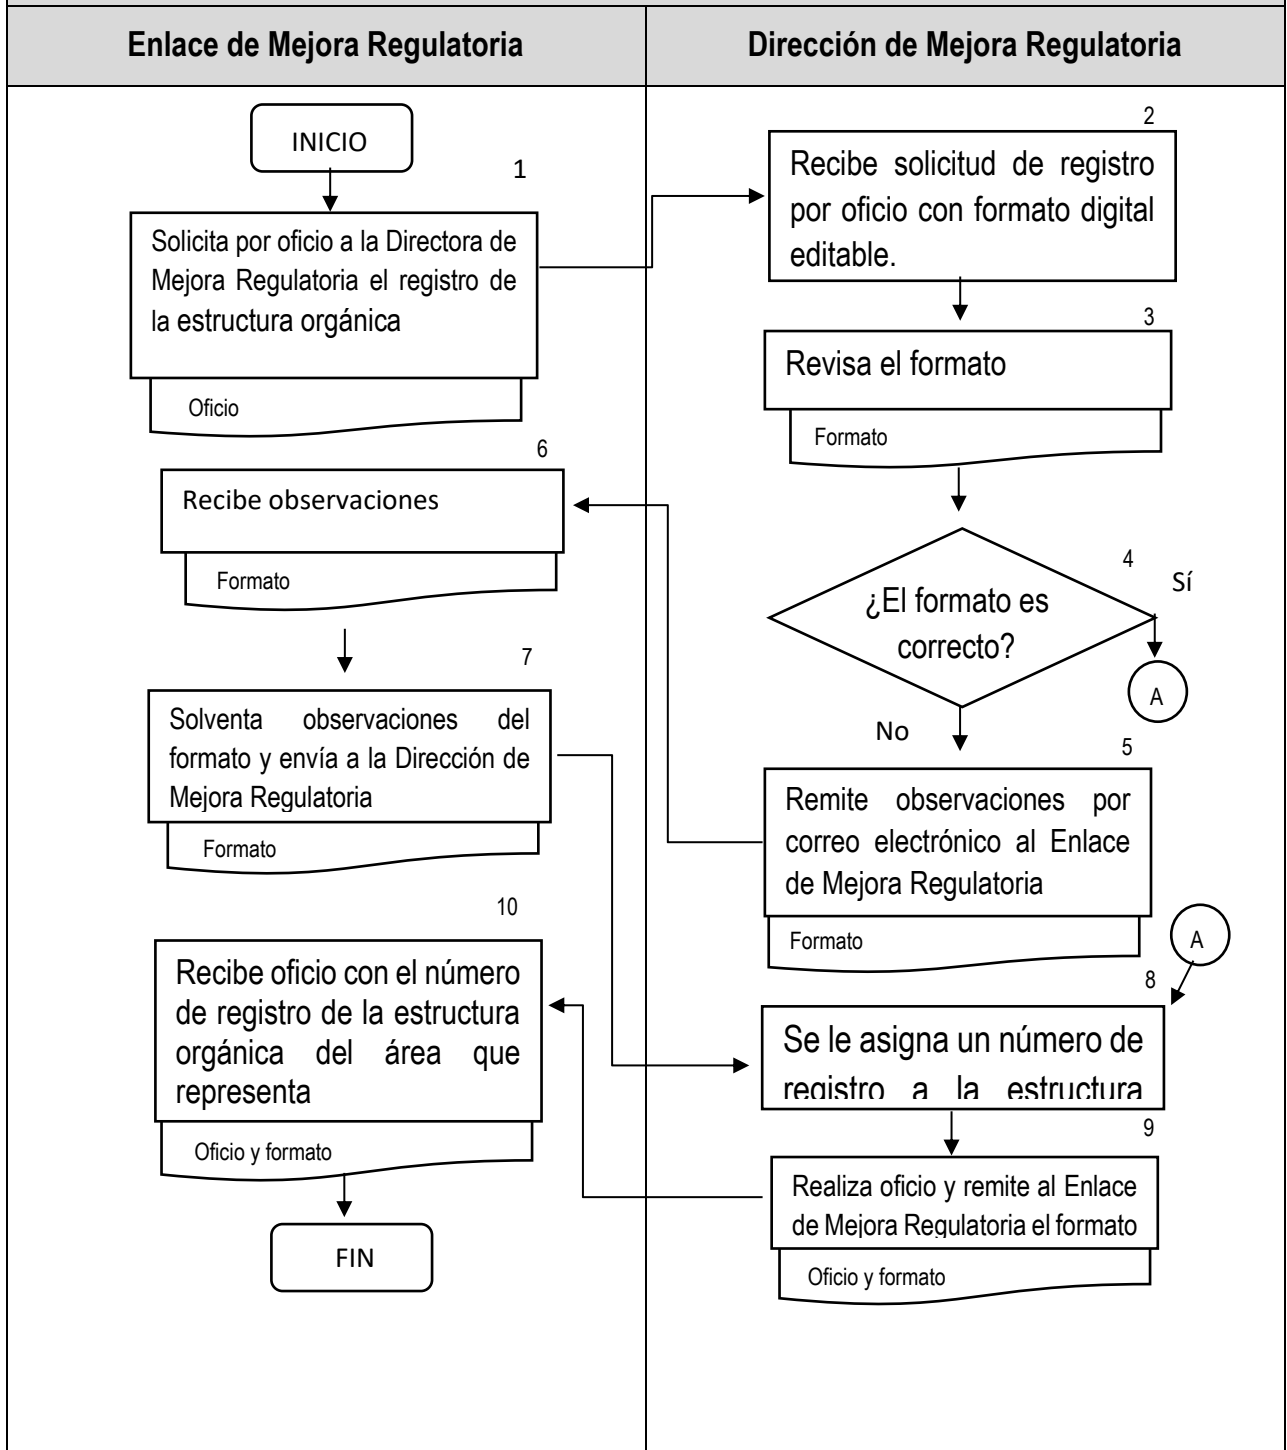 Enlace de Mejora Regulatoria
Dirección de Mejora Regulatoria
INICIO
1
Solicita por oficio a la Directora de
Mejora Regulatoria el registro de
la estructura orgánica
Oficio
2
Recibe solicitud de registro
por oficio con formato digital
editable.
3
Revisa el formato
Formato
4
¿El formato es
correcto?
Sí
A
No
5
Remite observaciones por
correo electrónico al Enlace
de Mejora Regulatoria
Formato
6
Recibe observaciones
Formato
7
Solventa observaciones del
formato y envía a la Dirección de
Mejora Regulatoria
Formato
A
8
Se le asigna un número de
registro a la estructura
9
Realiza oficio y remite al Enlace
de Mejora Regulatoria el formato
Oficio y formato
10
Recibe oficio con el número
de registro de la estructura
orgánica del área que
representa
Oficio y formato
FIN